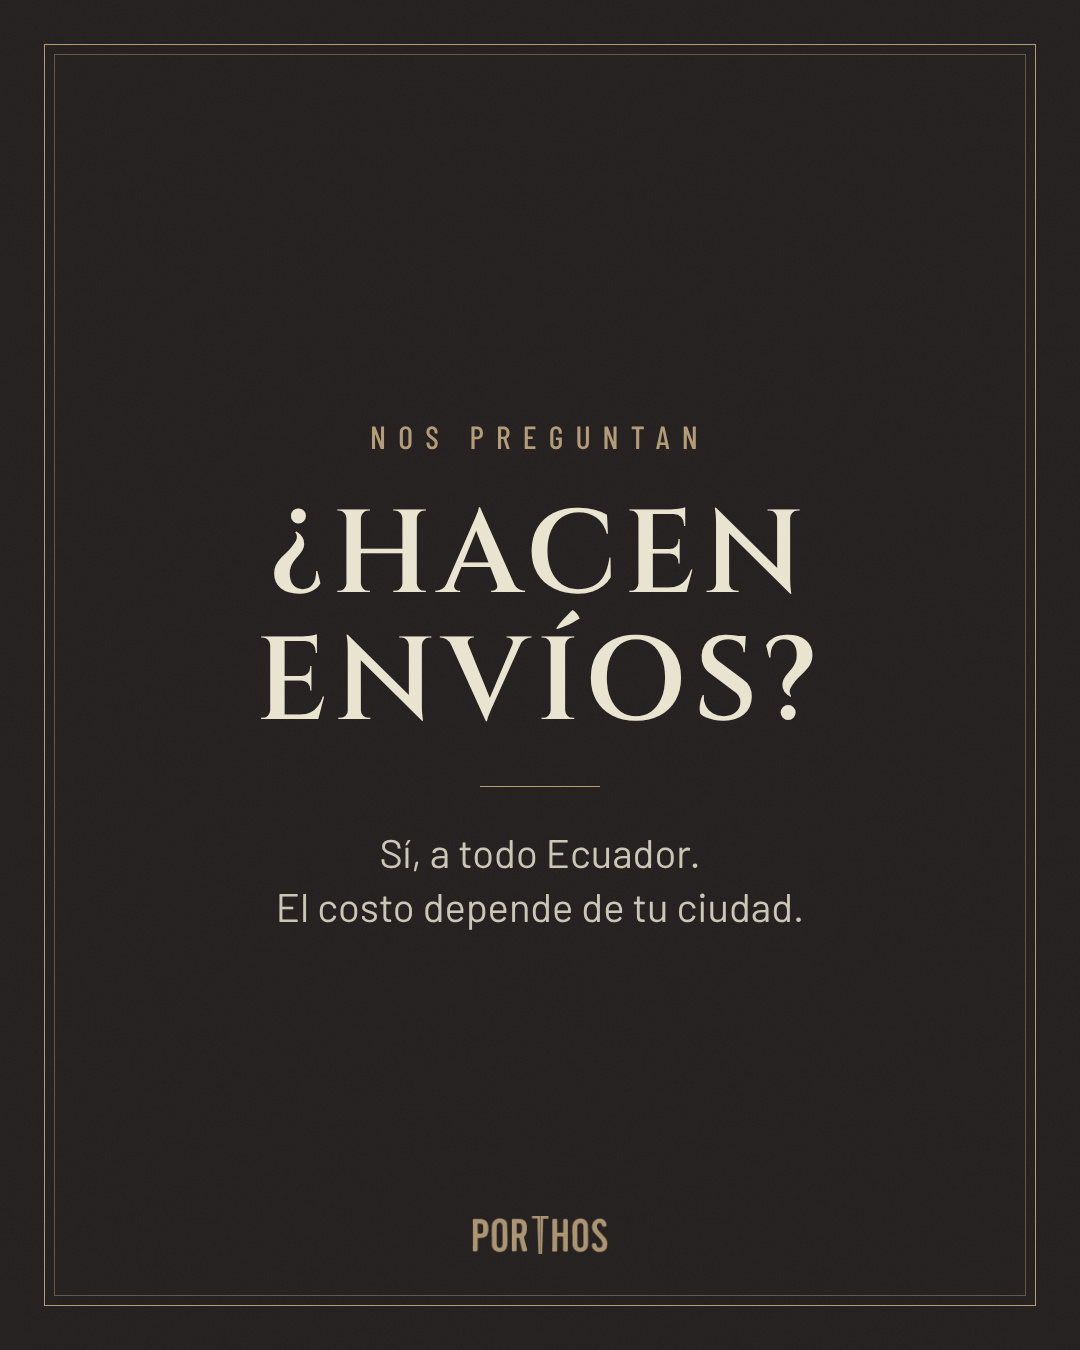 NOS PREGUNTAN
¿HACEN
ENVÍOS?
Sí, a todo Ecuador.
El costo depende de tu ciudad.
PORTHOS